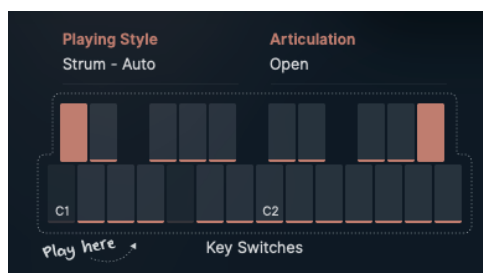 Playing Style
Articulation
Strum - Auto
Open
C1
C2
Play here
Key Switches